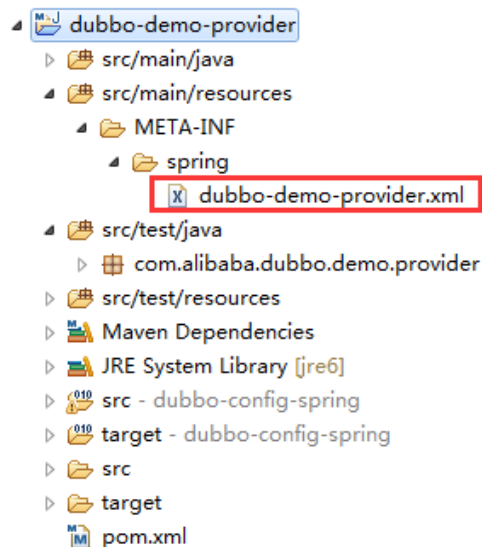 dubbo-demo-provider
src/main/java
src/main/resources
META-INF
spring
dubbo-demo-provider.xml
src/test/java
com.alibaba.dubbo.demo.provider
src/test/resources
Maven Dependencies
JRE System Library [jre6]
src - dubbo-config-spring
target - dubbo-config-spring
src
target
pom.xml